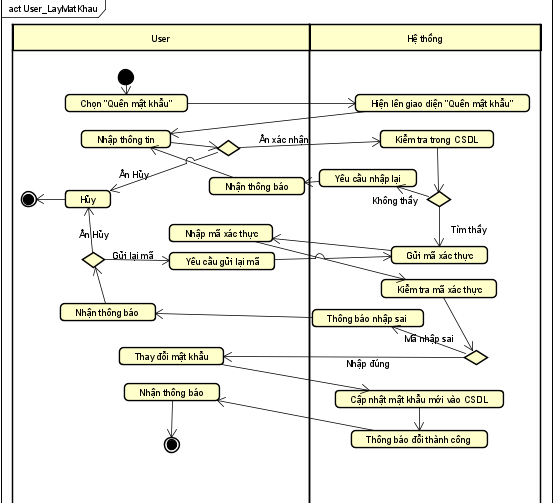 act User_LayMatKhau
User
Hệ thống
Chọn "Quên mật khẩu"
Hiện lên giao diện "Quên mật khẩu"
Nhập thông tin
Ấn xác nhận
Kiểm tra trong CSDL
Ấn Hủy
Nhận thông báo
Yêu cầu nhập lại
Không thấy
Hủy
Tìm thấy
Nhập mã xác thực
Ấn Hủy
Gửi lại mã
Yêu cầu gửi lại mã
Gửi mã xác thực
Kiểm tra mã xác thực
Nhận thông báo
Thông báo nhập sai
Mã nhập sai
Thay đổi mật khẩu
Nhập đúng
Nhận thông báo
Cập nhật mật khẩu mới vào CSDL
Thông báo đổi thành công